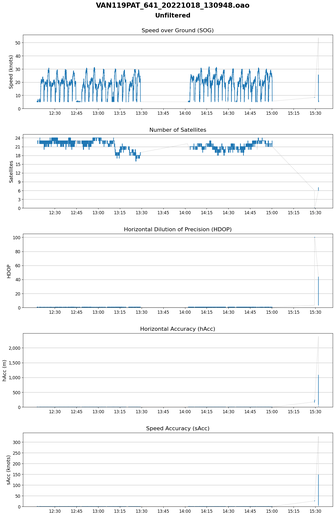 VAN119PAT_641_20221018_130948.oao
Unfiltered
Speed over Ground (SOG)
Speed (knots)
50
40
30
20
10
0
12:30 12:45 13:00 13:15 13:30 13:45 14:00 14:15 14:30 14:45 15:00 15:15 15:30
Number of Satellites
Satellites
24
21
18
15
12
9
6
3
0
12:30 12:45 13:00 13:15 13:30 13:45 14:00 14:15 14:30 14:45 15:00 15:15 15:30
Horizontal Dilution of Precision (HDOP)
HDOP
100
80
60
40
20
0
12:30 12:45 13:00 13:15 13:30 13:45 14:00 14:15 14:30 14:45 15:00 15:15 15:30
Horizontal Accuracy (hAcc)
hAcc (m)
2,000
1,500
1,000
500
0
12:30 12:45 13:00 13:15 13:30 13:45 14:00 14:15 14:30 14:45 15:00 15:15 15:30
Speed Accuracy (sAcc)
sAcc (knots)
300
250
200
150
100
50
0
12:30 12:45 13:00 13:15 13:30 13:45 14:00 14:15 14:30 14:45 15:00 15:15 15:30